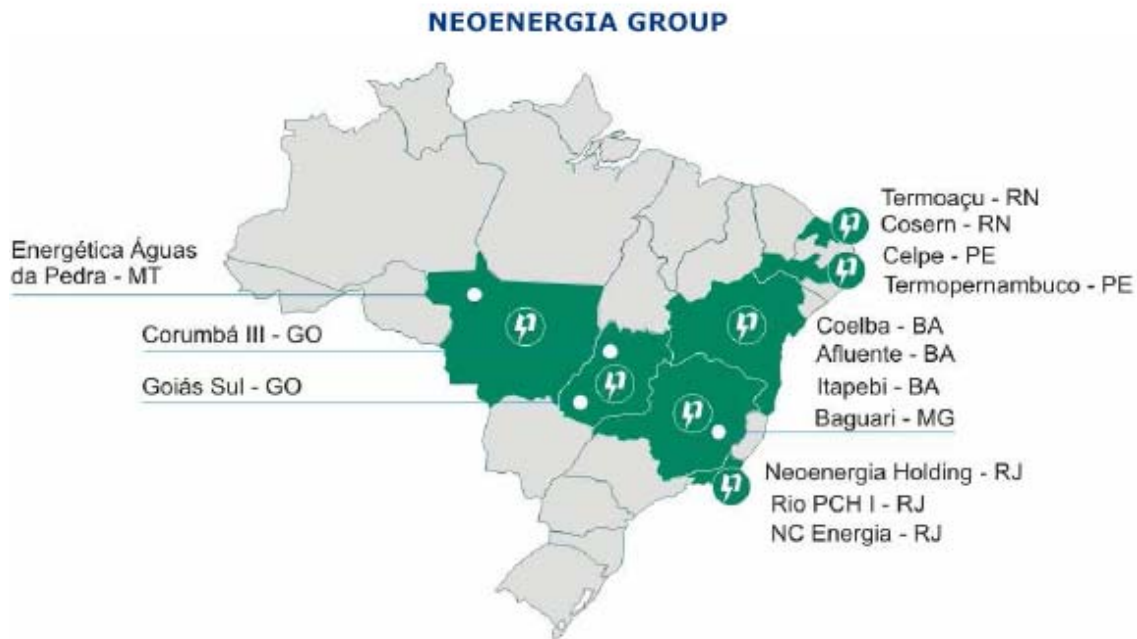 NEOENERGIA GROUP
Termoaçu - RN
Cosern - RN
Celpe - PE
Termopernambuco - PE
Energética Águas
da Pedra - MT
Corumbá III - GO
Goiás Sul - GO
Coelba - BA
Afluente - BA
Itapebi - BA
Baguari - MG
Neoenergia Holding - RJ
Rio PCH I - RJ
NC Energia - RJ